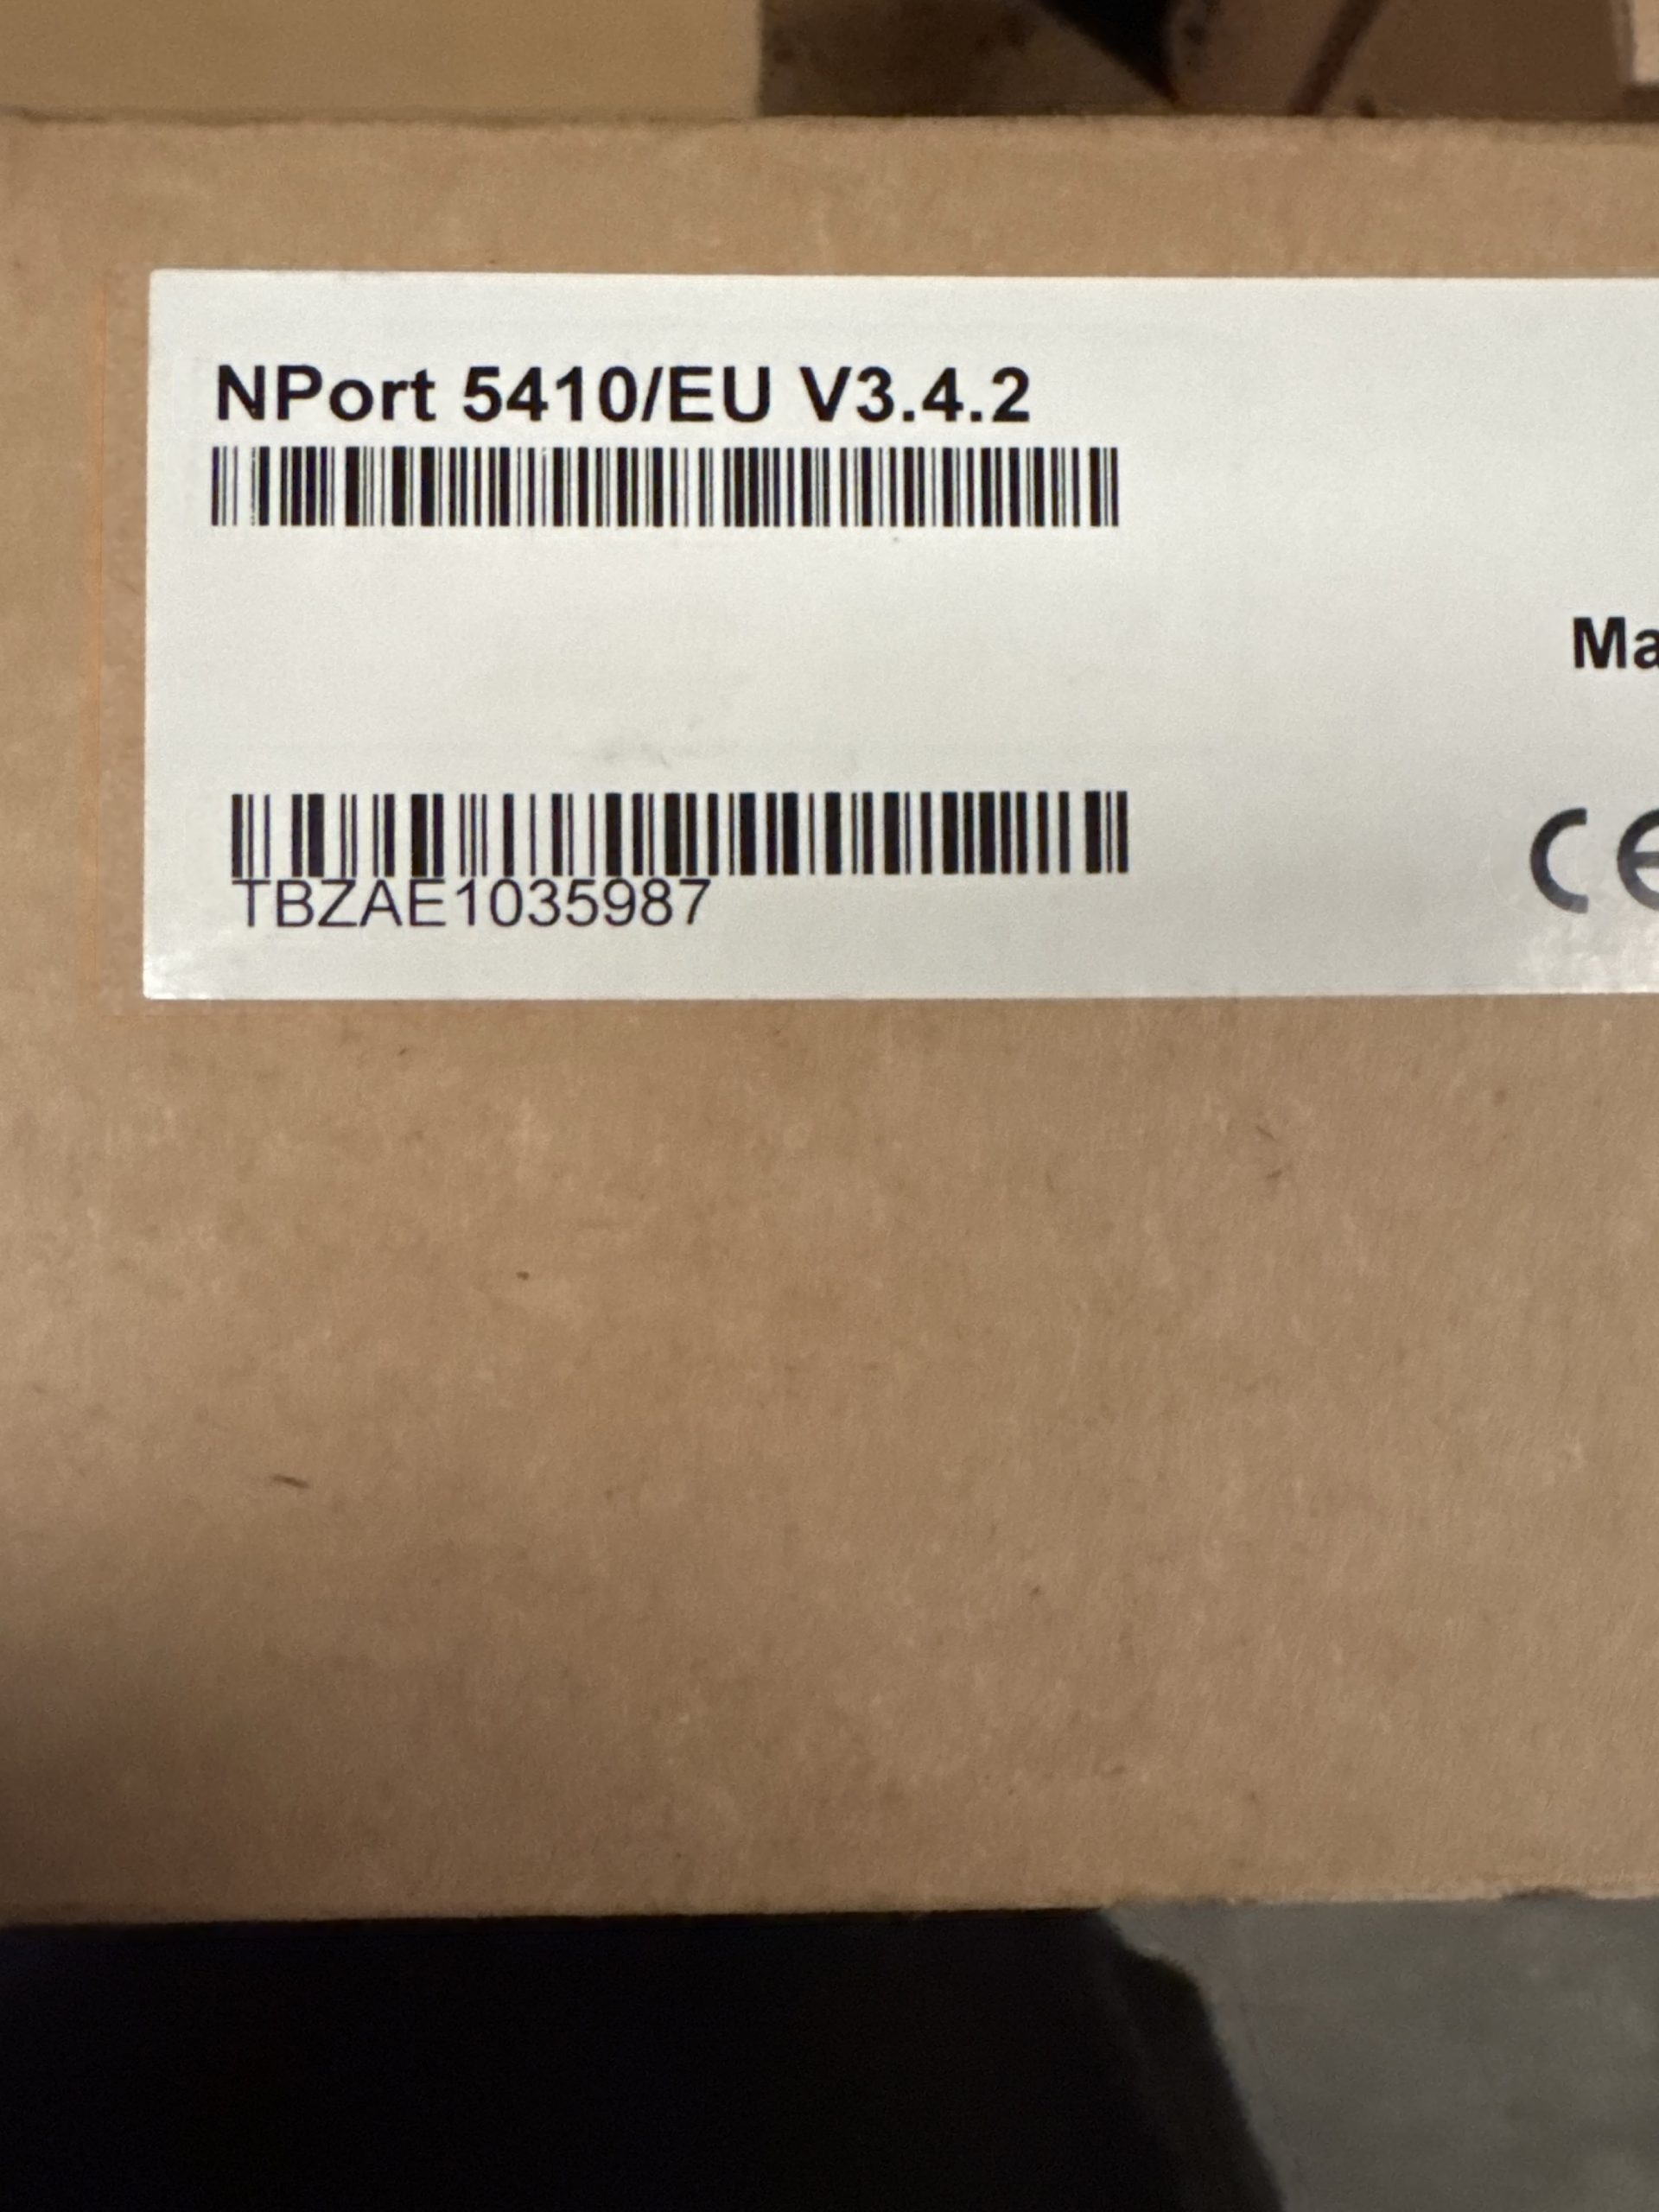 NPort 5410/EU V3.4.2
Ma
CE
TBZAE1035987